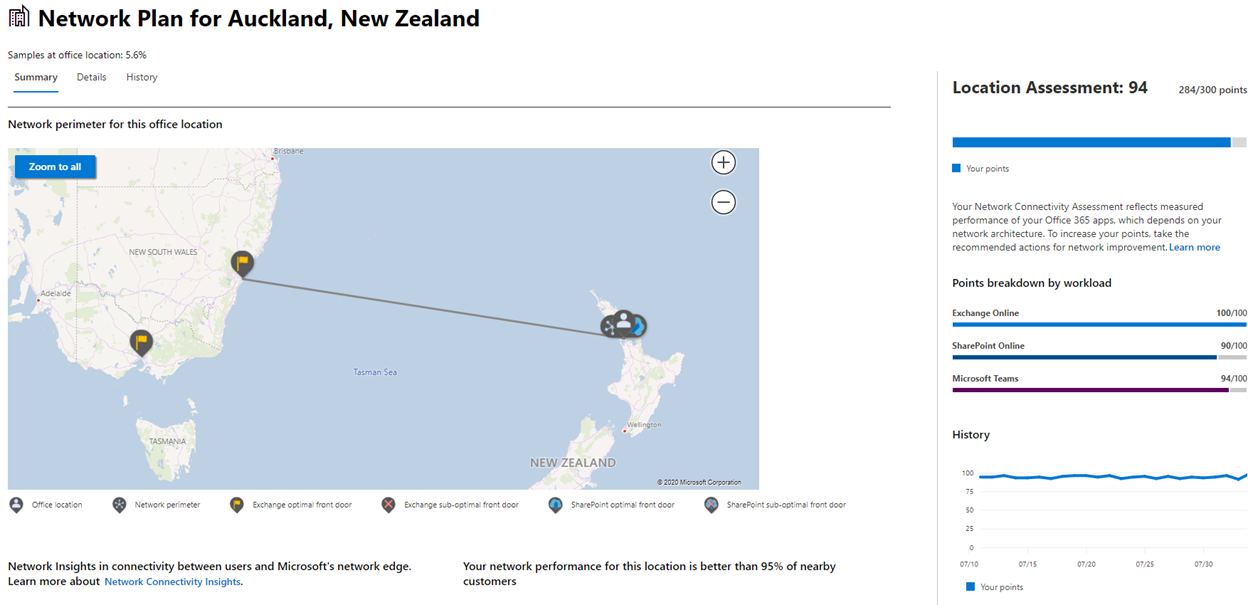 Network Plan for Auckland, New Zealand
Samples at office location: 5.6%
Summary Details History
Network perimeter for this office location
Zoom to all
Brisbane
NEW SOUTH WALES
Adelaide
Tasman Sea
TASMANIA
Wellington
NEW ZEALAND
© 2020 Microsoft Corporation
Office location Network perimeter Exchange optimal front door Exchange sub-optimal front door SharePoint optimal front door SharePoint sub-optimal front door
Network Insights in connectivity between users and Microsoft's network edge.
Learn more about Network Connectivity Insights.
Your network performance for this location is better than 95% of nearby
customers
Location Assessment: 94 284/300 points
Your points
Your Network Connectivity Assessment reflects measured
performance of your Office 365 apps, which depends on your
network architecture. To increase your points, take the
recommended actions for network improvement. Learn more
Points breakdown by workload
Exchange Online 100/100
SharePoint Online 90/100
Microsoft Teams 94/100
History
100
75
50
25
0
07/10 07/15 07/20 07/25 07/30
Your points